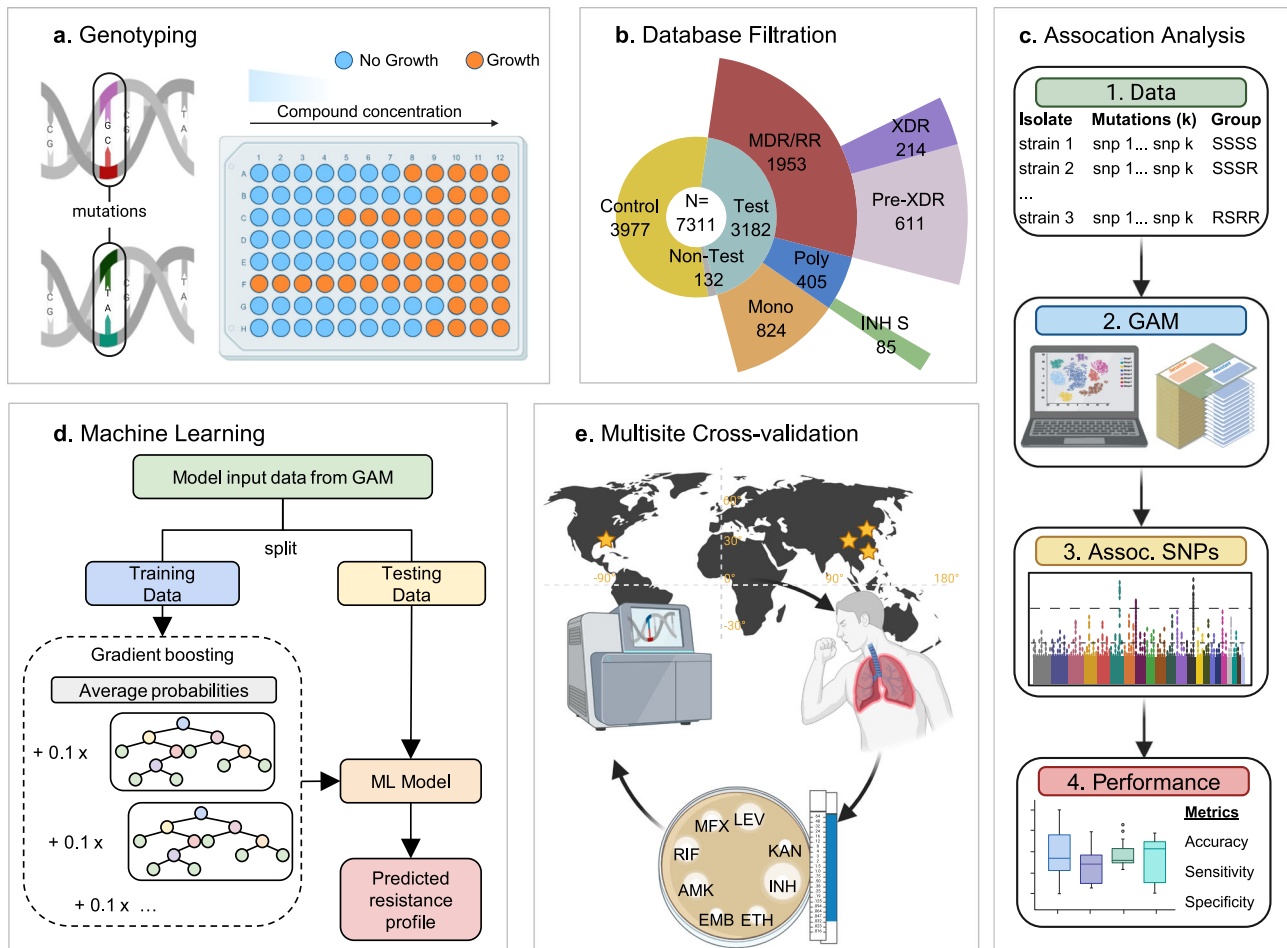 a. Genotyping
No Growth
Growth
Compound concentration
1 2 3 4 5 6 7 8 9 10 11 12
A
B
C
D
E
F
G
H
C G
G C
C G
T A
mutations
C G
T A
C G
T A
b. Database Filtration
MDR/RR
1953
XDR
214
Pre-XDR
611
Control
3977
N=
7311
Test
3182
Non-Test
132
Poly
405
Mono
824
INH S
85
c. Assocation Analysis
1. Data
Isolate Mutations (k) Group
strain 1 snp 1... snp k SSSS
strain 2 snp 1... snp k SSSR
...
strain 3 snp 1... snp k RSRR
2. GAM
3. Assoc. SNPs
4. Performance
Metrics
Accuracy
Sensitivity
Specificity
d. Machine Learning
Model input data from GAM
split
Training
Data
Testing
Data
Gradient boosting
Average probabilities
+ 0.1 x
+ 0.1 x
+ 0.1 x ...
ML Model
Predicted
resistance
profile
e. Multisite Cross-validation
60°
30°
-90° 0° 90° 180°
-30°
MFX
LEV
RIF
KAN
AMK
INH
EMB
ETH